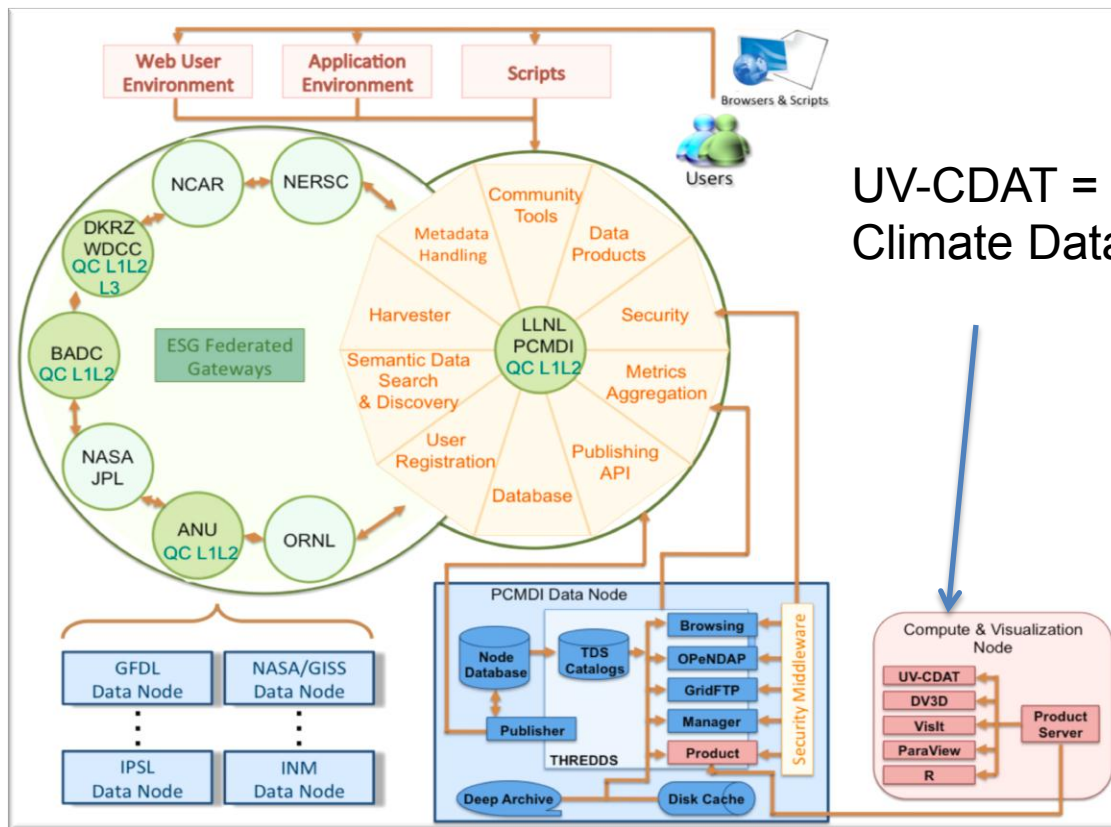 Web User
Environment
Application
Environment
Scripts
Browsers & Scripts
Users
UV-CDAT =
Climate Data
NCAR
NERSC
DKRZ
WDCC
QC L1L2
L3
BADC
QC L1L2
NASA
JPL
ANU
QC L1L2
ORNL
ESG Federated
Gateways
Community
Tools
Data
Products
Metadata
Handling
Security
Harvester
LLNL
PCMDI
QC L1L2
Semantic Data
Search
& Discovery
Metrics
Aggregation
User
Registration
Publishing
API
Database
GFDL
Data Node
NASA/GISS
Data Node
IPSL
Data Node
INM
Data Node
PCMDI Data Node
Node
Database
TDS
Catalogs
Publisher
THREDDS
Browsing
OPeNDAP
GridFTP
Manager
Product
Security Middleware
Deep Archive
Disk Cache
Compute & Visualization
Node
UV-CDAT
DV3D
VisIt
ParaView
R
Product
Server